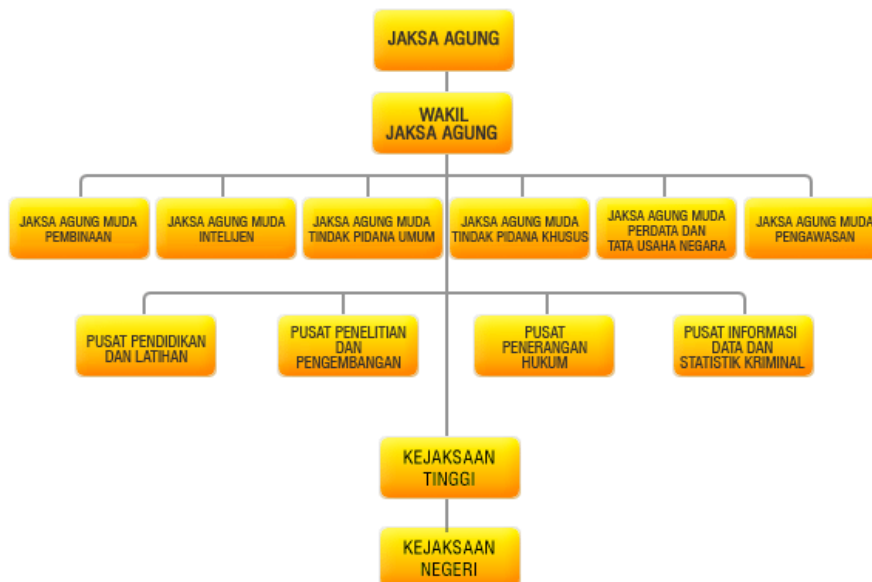 JAKSA AGUNG
WAKIL
JAKSA AGUNG
JAKSA AGUNG MUDA
PEMBINAAN
JAKSA AGUNG MUDA
INTELIJEN
JAKSA AGUNG MUDA
TINDAK PIDANA UMUM
JAKSA AGUNG MUDA
TINDAK PIDANA KHUSUS
JAKSA AGUNG MUDA
PERDATA DAN
TATA USAHA NEGARA
JAKSA AGUNG MUDA
PENGAWASAN
PUSAT PENDIDIKAN
DAN LATIHAN
PUSAT PENELITIAN
DAN
PENGEMBANGAN
PUSAT
PENERANGAN
HUKUM
PUSAT INFORMASI
DATA DAN
STATISTIK KRIMINAL
KEJAKSAAN
TINGGI
KEJAKSAAN
NEGERI